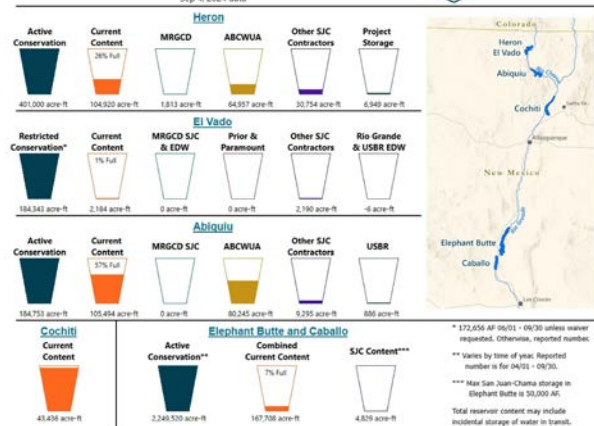 Heron
Active Conservation
Current Content
MRGCD
ABCWUA
Other SJC Contractors
Project Storage
26% Full
401,000 acre-ft
104,920 acre-ft
1,813 acre-ft
64,957 acre-ft
30,754 acre-ft
6,949 acre-ft
El Vado
Restricted Conservation*
Current Content
MRGCD SJC & EDW
Prior & Paramount
Other SJC Contractors
Rio Grande & USBR EDW
1% Full
184,343 acre-ft
2,184 acre-ft
0 acre-ft
0 acre-ft
2,190 acre-ft
-6 acre-ft
Abiquiu
Active Conservation
Current Content
MRGCD SJC
ABCWUA
Other SJC Contractors
USBR
57% Full
184,753 acre-ft
105,494 acre-ft
0 acre-ft
80,245 acre-ft
9,295 acre-ft
886 acre-ft
Cochiti
Current Content
43,438 acre-ft
Elephant Butte and Caballo
Active Conservation**
Combined Current Content
SJC Content***
7% Full
2,249,520 acre-ft
167,708 acre-ft
4,829 acre-ft
Colorado
Heron
El Vado
Abiquiu
Cochiti
Santa Fe
Albuquerque
New Mexico
Elephant Butte
Caballo
Las Cruces
* 172,656 AF 06/01 - 09/30 unless waiver
requested. Otherwise, reported number.
** Varies by time of year. Reported
number is for 04/01 - 09/30.
*** Max San Juan-Chama storage in
Elephant Butte is 50,000 AF.
Total reservoir content may include
incidental storage of water in transit.